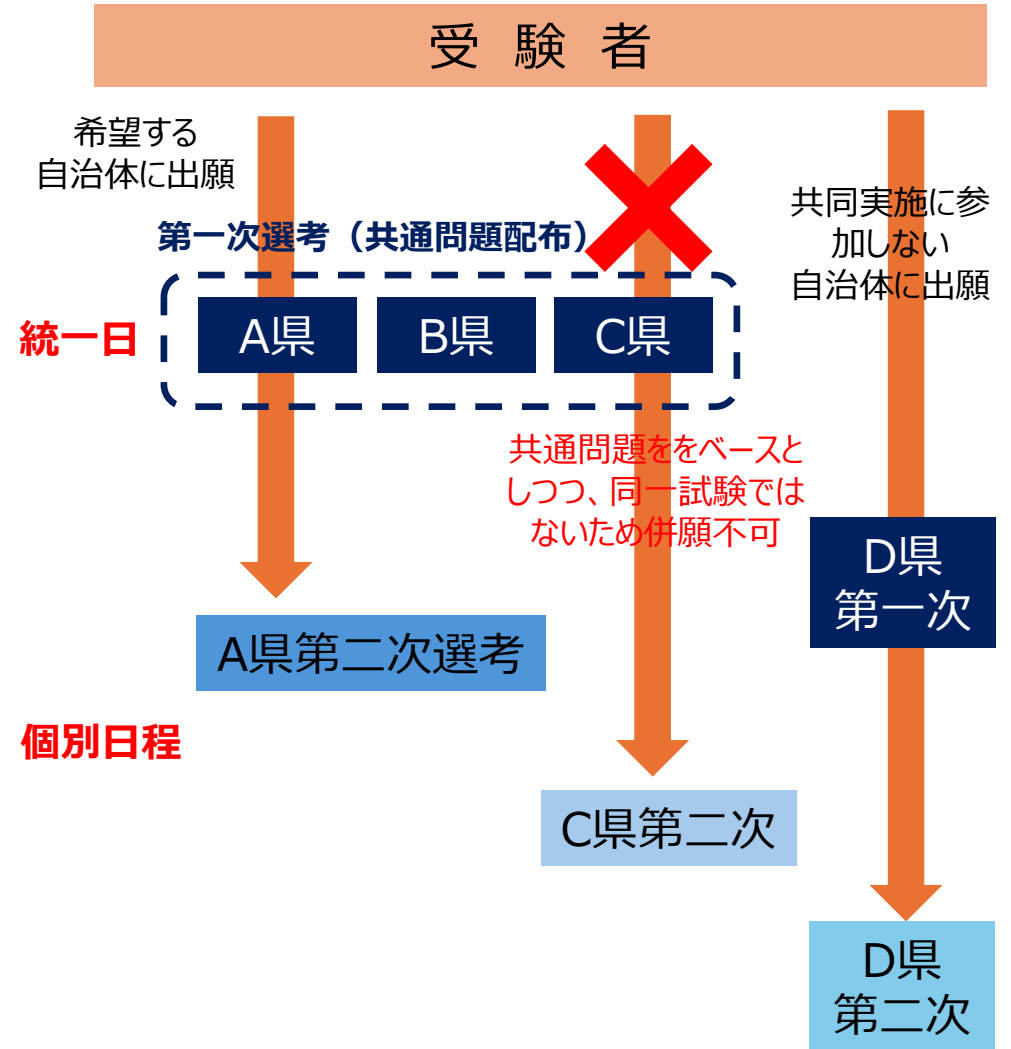 受 験 者
希望する
自治体に出願
共同実施に参
加しない
自治体に出願
第一次選考（共通問題配布）
統一日
A県
B県
C県
共通問題ををベースと
しつつ、同一試験では
ないため併願不可
D県
第一次
A県第二次選考
個別日程
C県第二次
D県
第二次